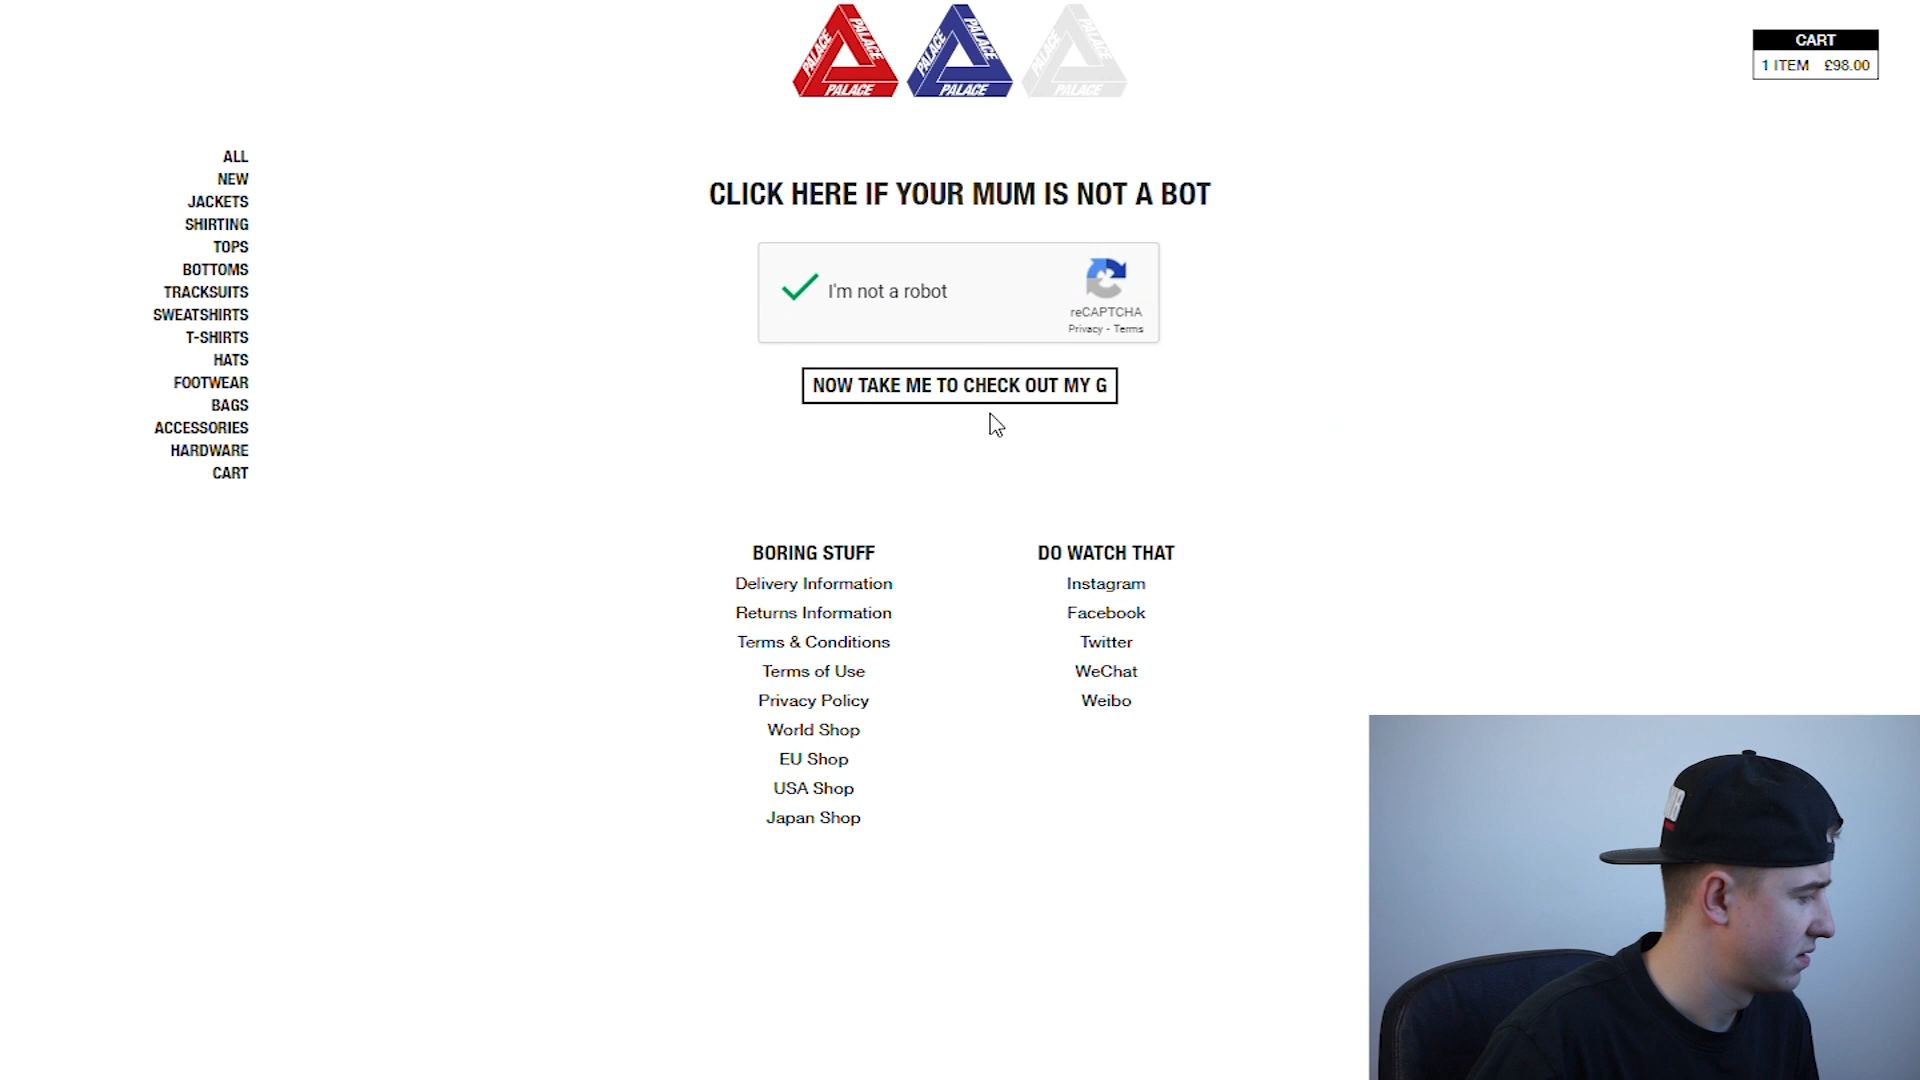 PALACE PALACE PALACE
PALACE PALACE PALACE
PALACE PALACE PALACE
CART
1 ITEM £98.00
ALL
NEW
JACKETS
SHIRTING
TOPS
BOTTOMS
TRACKSUITS
SWEATSHIRTS
T-SHIRTS
HATS
FOOTWEAR
BAGS
ACCESSORIES
HARDWARE
CART
CLICK HERE IF YOUR MUM IS NOT A BOT
I'm not a robot
reCAPTCHA
Privacy - Terms
NOW TAKE ME TO CHECK OUT MY G
BORING STUFF
Delivery Information
Returns Information
Terms & Conditions
Terms of Use
Privacy Policy
World Shop
EU Shop
USA Shop
Japan Shop
DO WATCH THAT
Instagram
Facebook
Twitter
WeChat
Weibo